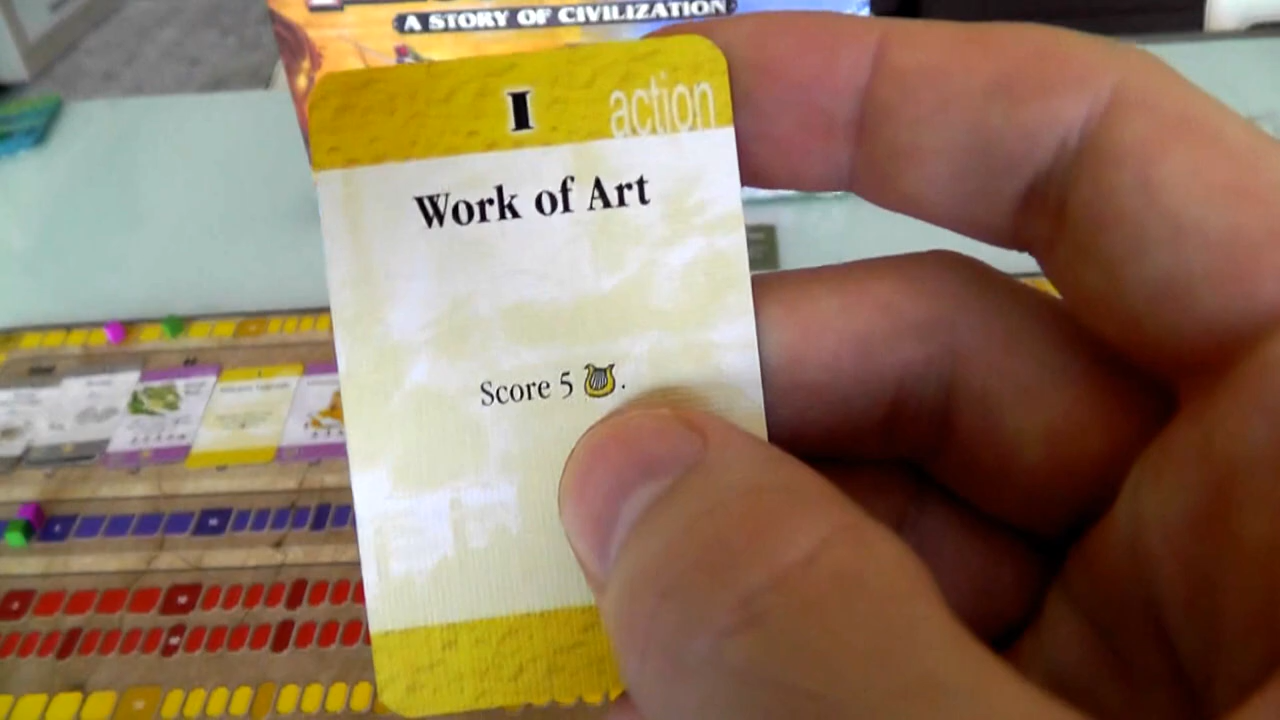 A STORY OF CIVILIZATION
I
action
Work of Art
Score 5 .